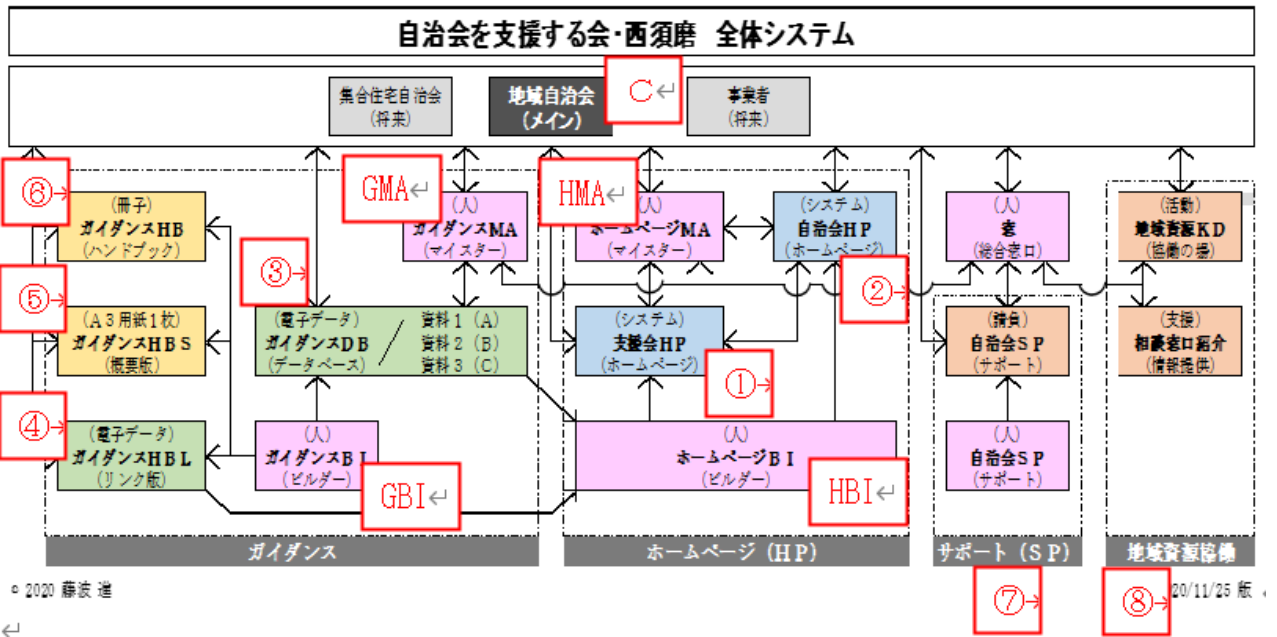 自治会を支援する会・西須磨 全体システム
集合住宅自治会
(将来)
地域自治会
(メイン)
C↵
事業者
(将来)
⑥→
GMA↵
HMA↵
(冊子)
ガイダンスHB
(ハンドブック)
(人)
ガイダンスMA
(マイスター)
(人)
ホームページMA
(マイスター)
(システム)
自治会HP
(ホームページ)
(人)
窓
(総合窓口)
(活動)
地域資源KD
(協働の場)
③→
②→
⑤→
(A3用紙1枚)
ガイダンスHBS
(概要版)
(電子データ)
ガイダンスDB
(データベース)
資料1 (A)
資料2 (B)
資料3 (C)
(システム)
支援会HP
(ホームページ)
①→
(請負)
自治会SP
(サポート)
(支援)
相談窓口紹介
(情報提供)
④→
(電子データ)
ガイダンスHBL
(リンク版)
(人)
ガイダンスBI
(ビルダー)
GBI↵
(人)
ホームページBI
(ビルダー)
HBI↵
(人)
自治会SP
(サポート)
ガイダンス
ホームページ (HP)
サポート (SP)
地域資源協働
© 2020 藤波 進
⑦→
⑧→
20/11/25 版 ↵
↵